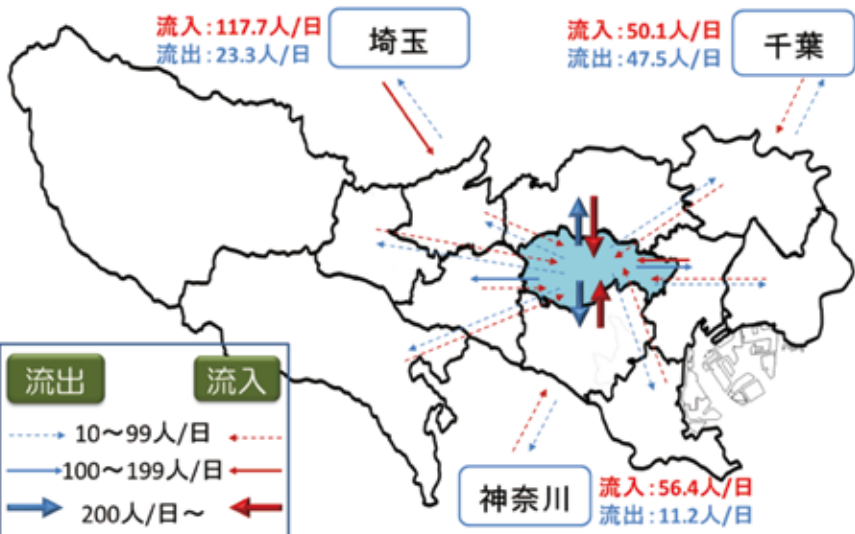 流入:117.7人/日
流出:23.3人/日
埼玉
流入:50.1人/日
流出:47.5人/日
千葉
流出
流入
10～99人/日
100～199人/日
200人/日～
神奈川
流入:56.4人/日
流出:11.2人/日